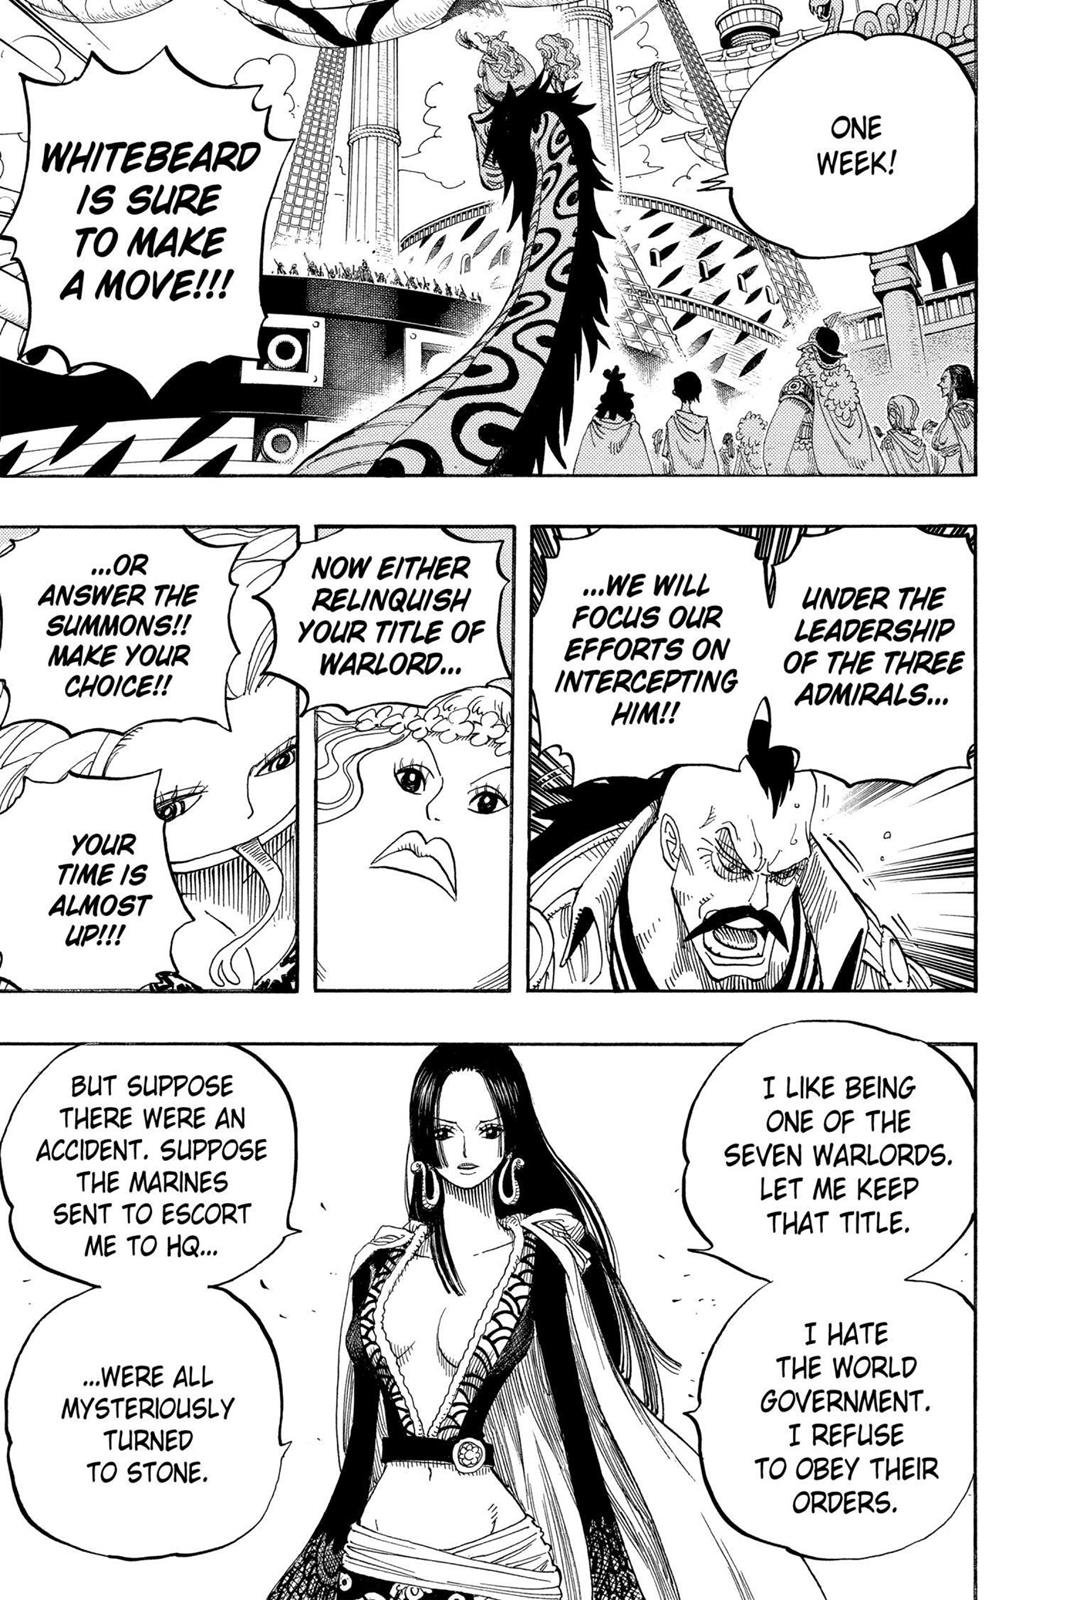 ONE
WEEK!
WHITEBEARD
IS SURE
TO MAKE
A MOVE!!!
UNDER THE
LEADERSHIP
OF THE THREE
ADMIRALS...
...WE WILL
FOCUS OUR
EFFORTS ON
INTERCEPTING
HIM!!
NOW EITHER
RELINQUISH
YOUR TITLE OF
WARLORD...
...OR
ANSWER THE
SUMMONS!!
MAKE YOUR
CHOICE!!
YOUR
TIME IS
ALMOST
UP!!!
I LIKE BEING
ONE OF THE
SEVEN WARLORDS.
LET ME KEEP
THAT TITLE.
I HATE
THE WORLD
GOVERNMENT.
I REFUSE
TO OBEY THEIR
ORDERS.
BUT SUPPOSE
THERE WERE AN
ACCIDENT. SUPPOSE
THE MARINES
SENT TO ESCORT
ME TO HQ...
...WERE ALL
MYSTERIOUSLY
TURNED
TO STONE.